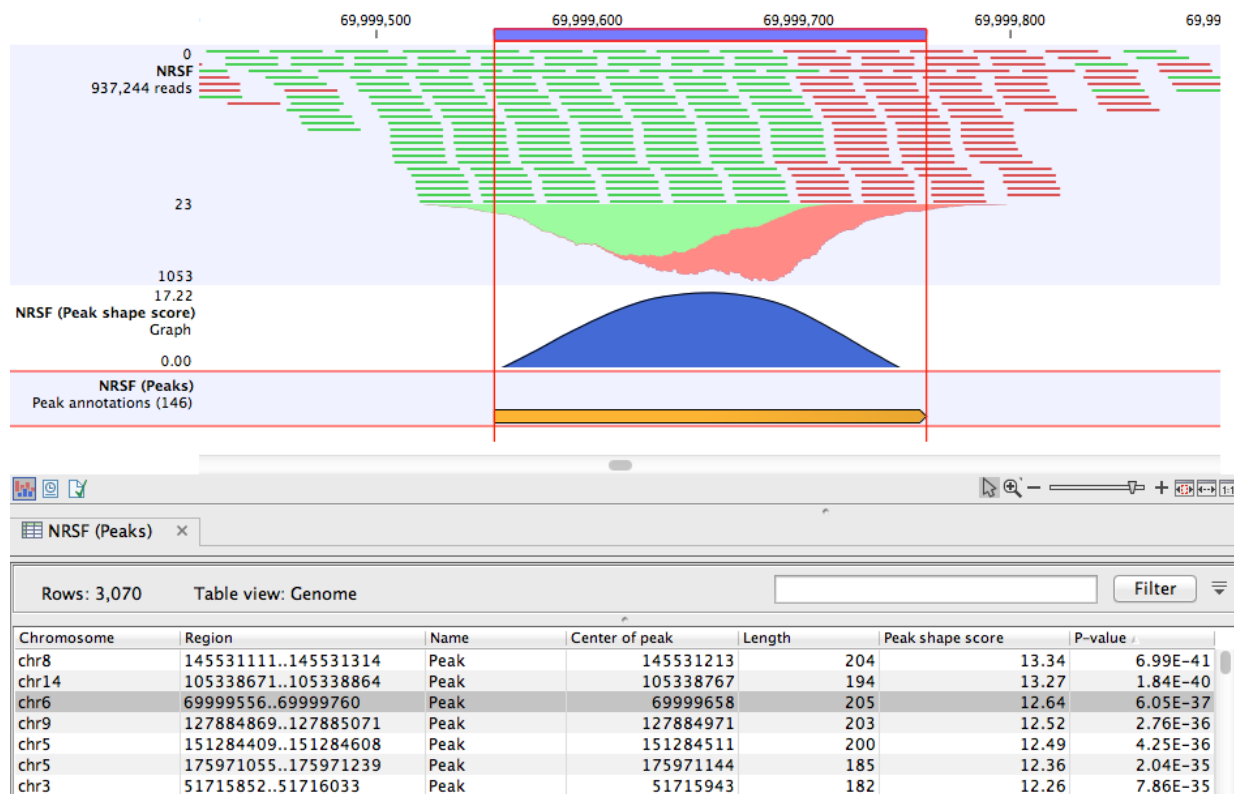 69,999,500 69,999,600 69,999,700 69,999,800 69,99
0
NRSF
937,244 reads
23
1053
17.22
NRSF (Peak shape score)
Graph
0.00
NRSF (Peaks)
Peak annotations (146)
1:1
NRSF (Peaks)
Rows: 3,070 Table view: Genome Filter
Chromosome Region Name Center of peak Length Peak shape score P-value
chr8 145531111..145531314 Peak 145531213 204 13.34 6.99E-41
chr14 105338671..105338864 Peak 105338767 194 13.27 1.84E-40
chr6 69999556..69999760 Peak 69999658 205 12.64 6.05E-37
chr9 127884869..127885071 Peak 127884971 203 12.52 2.76E-36
chr5 151284409..151284608 Peak 151284511 200 12.49 4.25E-36
chr5 175971055..175971239 Peak 175971144 185 12.36 2.04E-35
chr3 51715852..51716033 Peak 51715943 182 12.26 7.86E-35